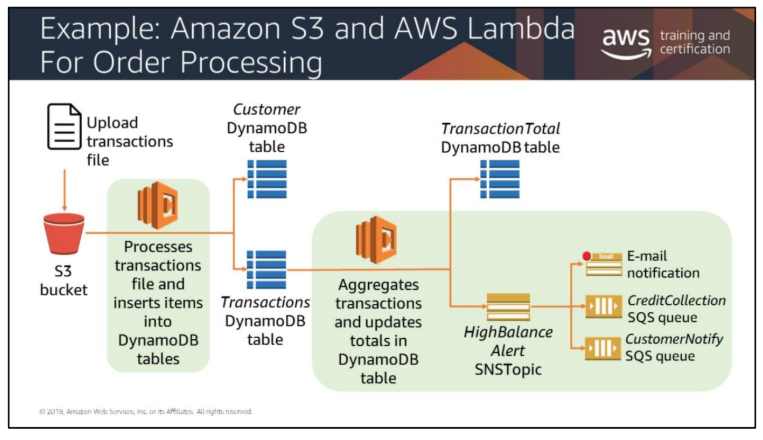 Example: Amazon S3 and AWS Lambda
For Order Processing
aws training and
certification
Upload
transactions
file
S3
bucket
Processes
transactions
file and
inserts items
into
DynamoDB
tables
Customer
DynamoDB
table
Transactions
DynamoDB
table
Aggregates
transactions
and updates
totals in
DynamoDB
table
TransactionTotal
DynamoDB table
HighBalance
Alert
SNSTopic
Email
E-mail
notification
CreditCollection
SQS queue
CustomerNotify
SQS queue
© 2019, Amazon Web Services, Inc. or its Affiliates. All rights reserved.